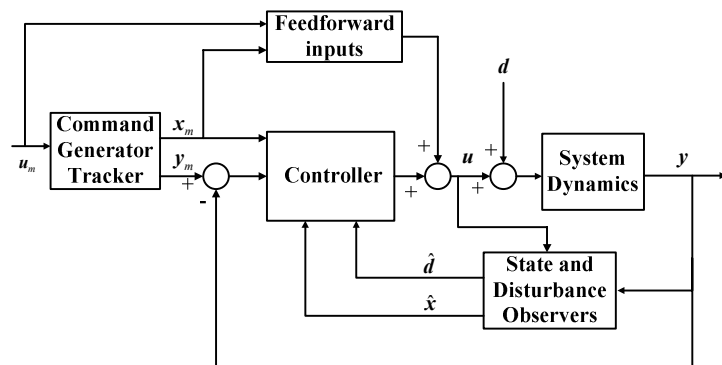 Feedforward
inputs
d
Command
Generator
Tracker
x_m
y_m
u_m
+
-
Controller
+
+
u
+
+
System
Dynamics
y
d̂
x̂
State and
Disturbance
Observers